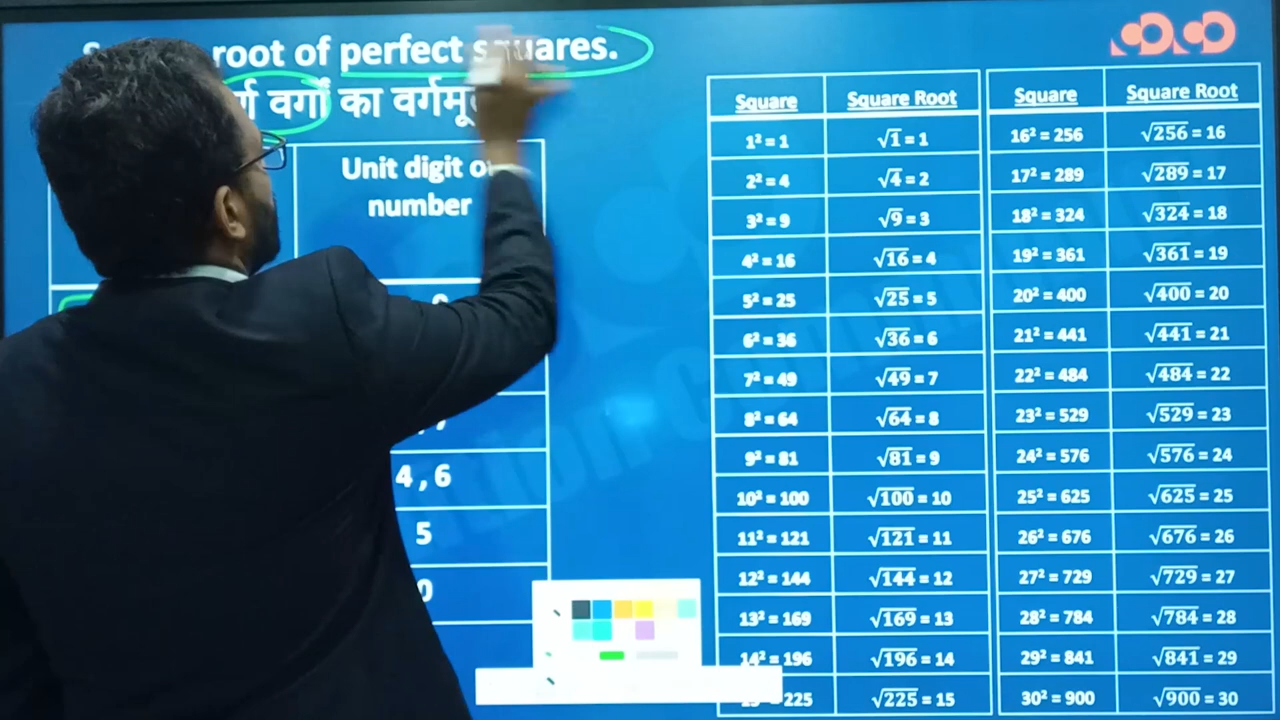 root of perfect squares.
वर्गों का
Unit digit
number
4 , 6
5
Square Square Root Square Square Root
1² = 1 √1 = 1 16² = 256 √256 = 16
2² = 4 √4 = 2 17² = 289 √289 = 17
3² = 9 √9 = 3 18² = 324 √324 = 18
4² = 16 √16 = 4 19² = 361 √361 = 19
5² = 25 √25 = 5 20² = 400 √400 = 20
6² = 36 √36 = 6 21² = 441 √441 = 21
7² = 49 √49 = 7 22² = 484 √484 = 22
8² = 64 √64 = 8 23² = 529 √529 = 23
9² = 81 √81 = 9 24² = 576 √576 = 24
10² = 100 √100 = 10 25² = 625 √625 = 25
11² = 121 √121 = 11 26² = 676 √676 = 26
12² = 144 √144 = 12 27² = 729 √729 = 27
13² = 169 √169 = 13 28² = 784 √784 = 28
14² = 196 √196 = 14 29² = 841 √841 = 29
225 √225 = 15 30² = 900 √900 = 30